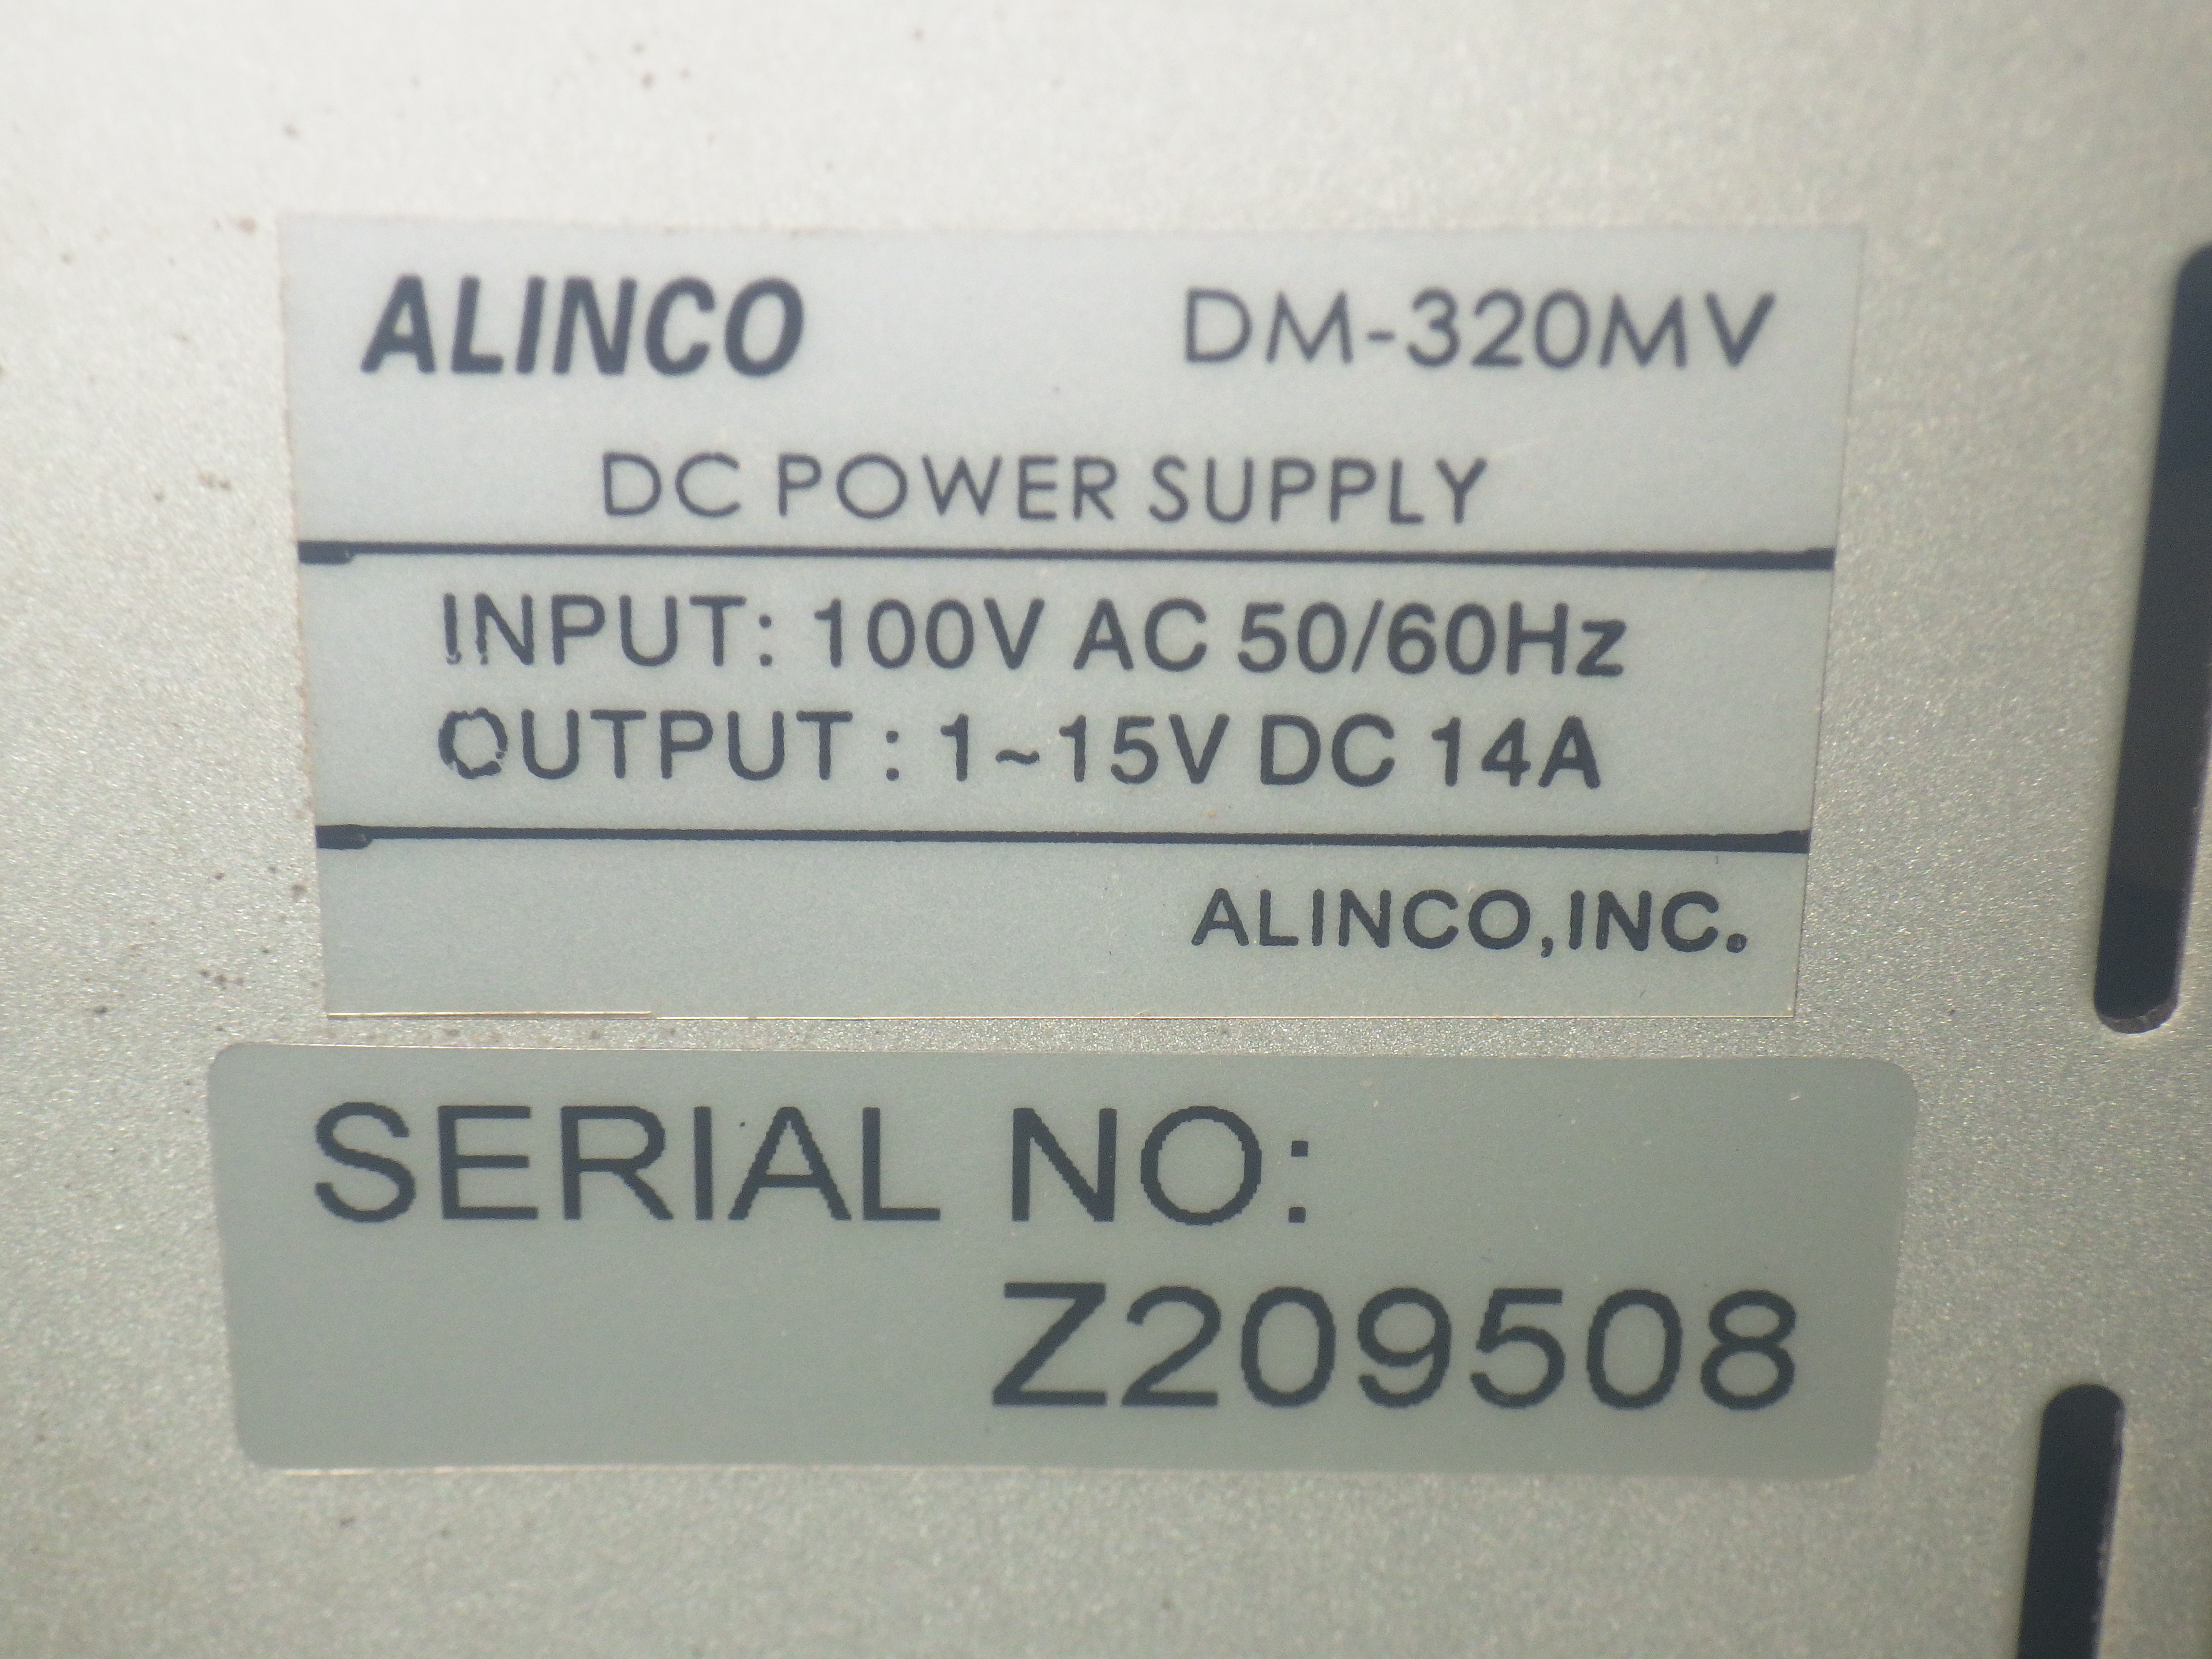 ALINCO DM-320MV
DC POWER SUPPLY
INPUT: 100V AC 50/60Hz
OUTPUT : 1~15V DC 14A
ALINCO,INC.
SERIAL NO:
Z209508